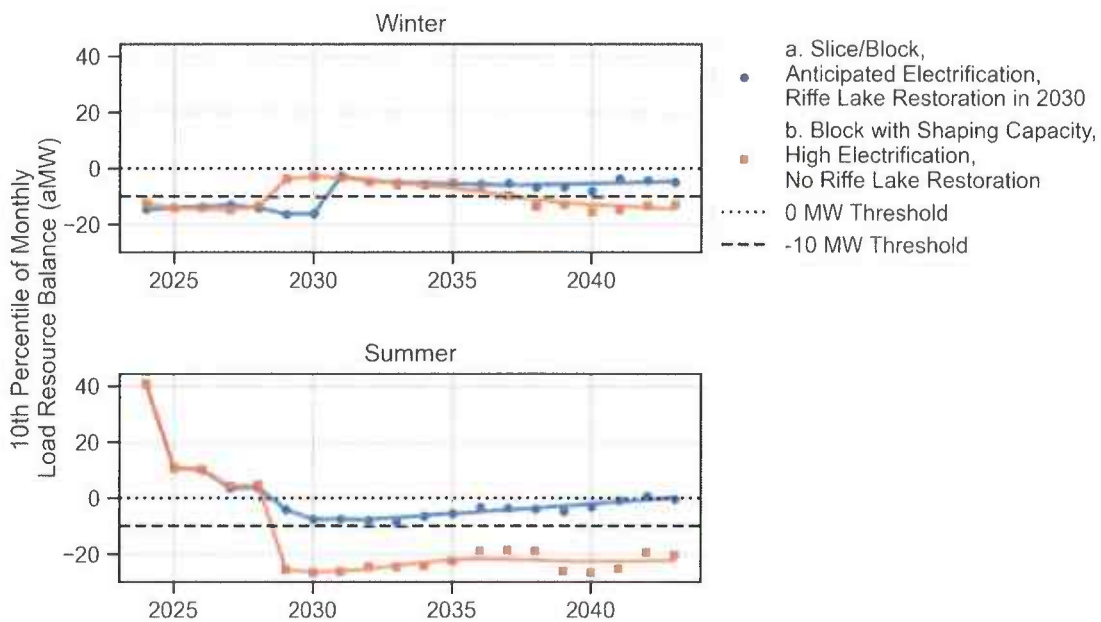 Winter
40
20
0
−20
2025 2030 2035 2040
a. Slice/Block,
Anticipated Electrification,
Riffe Lake Restoration in 2030
b. Block with Shaping Capacity,
High Electrification,
No Riffe Lake Restoration
0 MW Threshold
-10 MW Threshold
10th Percentile of Monthly
Load Resource Balance (aMW)
Summer
40
20
0
−20
2025 2030 2035 2040